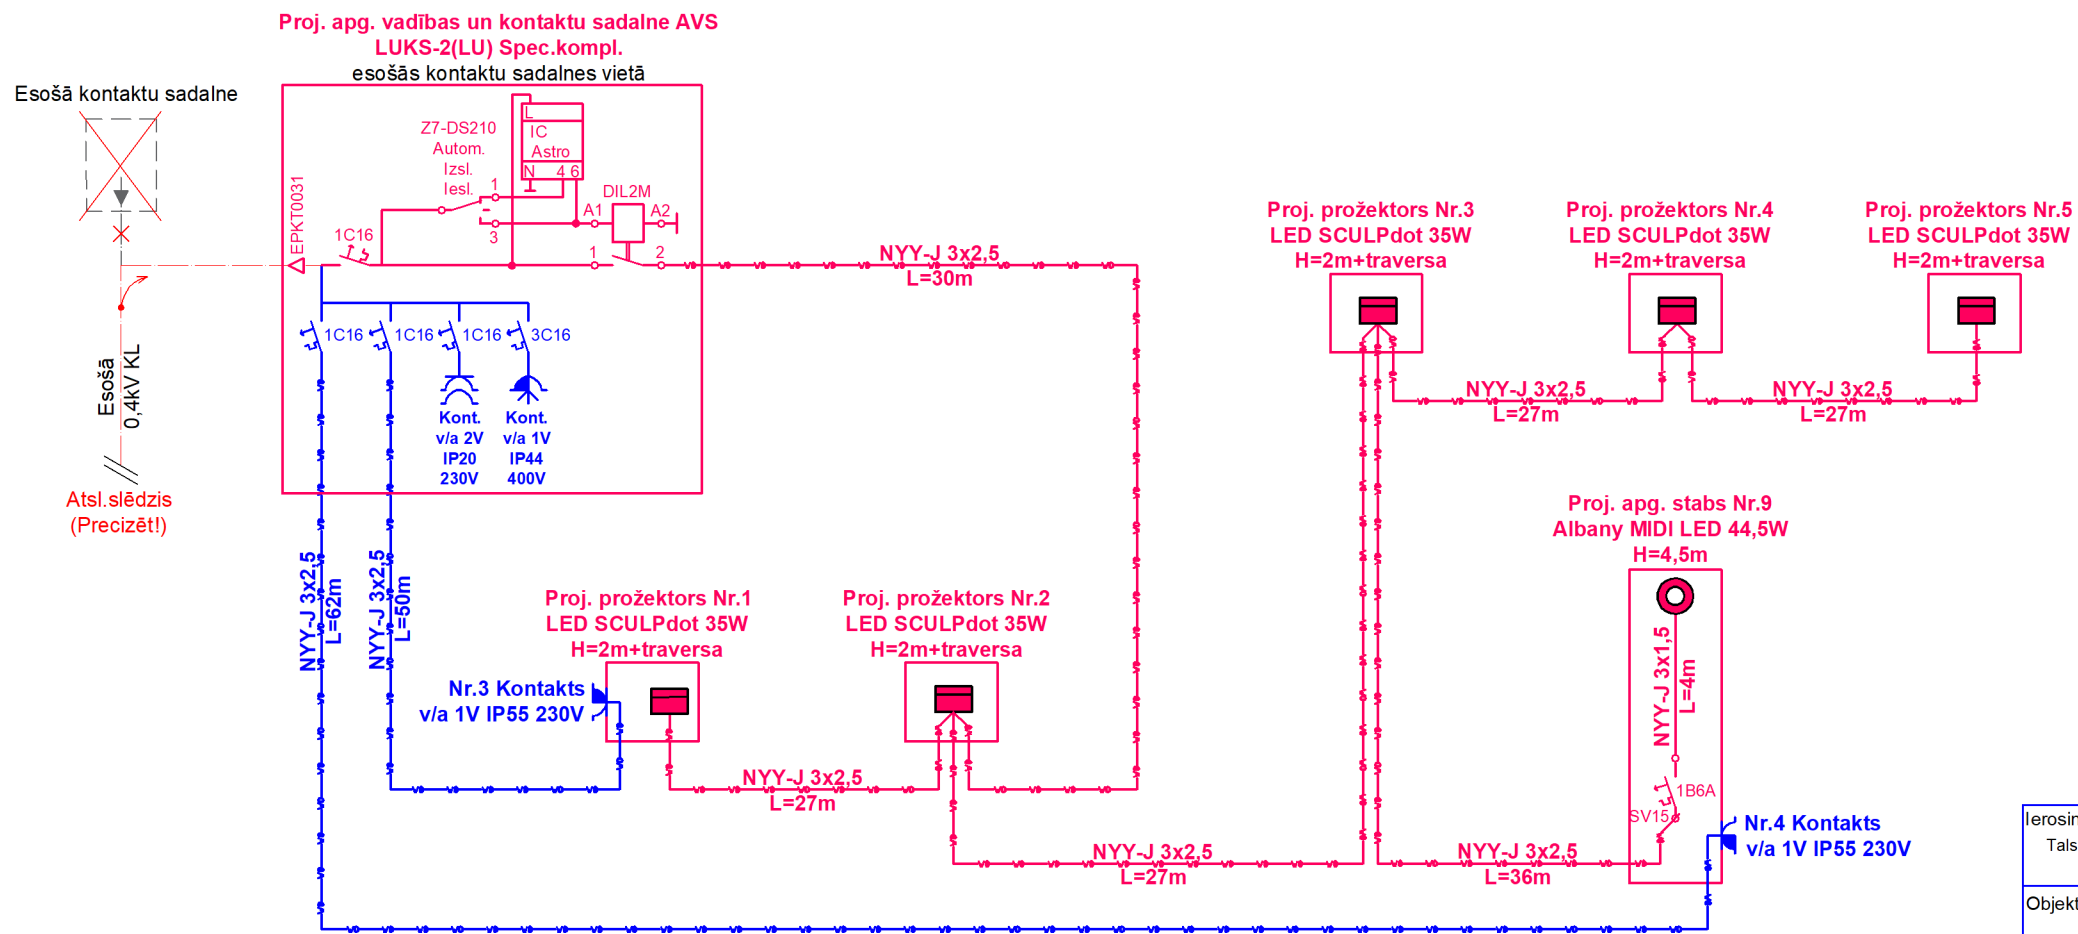 Proj. apg. vadības un kontaktu sadalne AVS
LUKS-2(LU) Spec.kompl.
esošās kontaktu sadalnes vietā
Esošā kontaktu sadalne
EPKT0031
Z7-DS210
Autom.
Izsl.
Iesl.
1
3
L
IC
Astro
N 4 6
DIL2M
A1 A2
1 2
1C16
1C16
1C16
1C16
3C16
Kont.
v/a 2V
IP20
230V
Kont.
v/a 1V
IP44
400V
Esošā
0,4kV KL
Atsl.slēdzis
(Precizēt!)
NYY-J 3x2,5
L=30m
Proj. prožektors Nr.3
LED SCULPdot 35W
H=2m+traversa
Proj. prožektors Nr.4
LED SCULPdot 35W
H=2m+traversa
Proj. prožektors Nr.5
LED SCULPdot 35W
H=2m+traversa
NYY-J 3x2,5
L=27m
NYY-J 3x2,5
L=27m
Proj. apg. stabs Nr.9
Albany MIDI LED 44,5W
H=4,5m
NYY-J 3x1,5
L=4m
1B6A
SV15
NYY-J 3x2,5
L=62m
NYY-J 3x2,5
L=50m
Proj. prožektors Nr.1
LED SCULPdot 35W
H=2m+traversa
Proj. prožektors Nr.2
LED SCULPdot 35W
H=2m+traversa
Nr.3 Kontakts
v/a 1V IP55 230V
NYY-J 3x2,5
L=27m
NYY-J 3x2,5
L=27m
NYY-J 3x2,5
L=36m
Nr.4 Kontakts
v/a 1V IP55 230V
Ierosin
Tals
Objekt